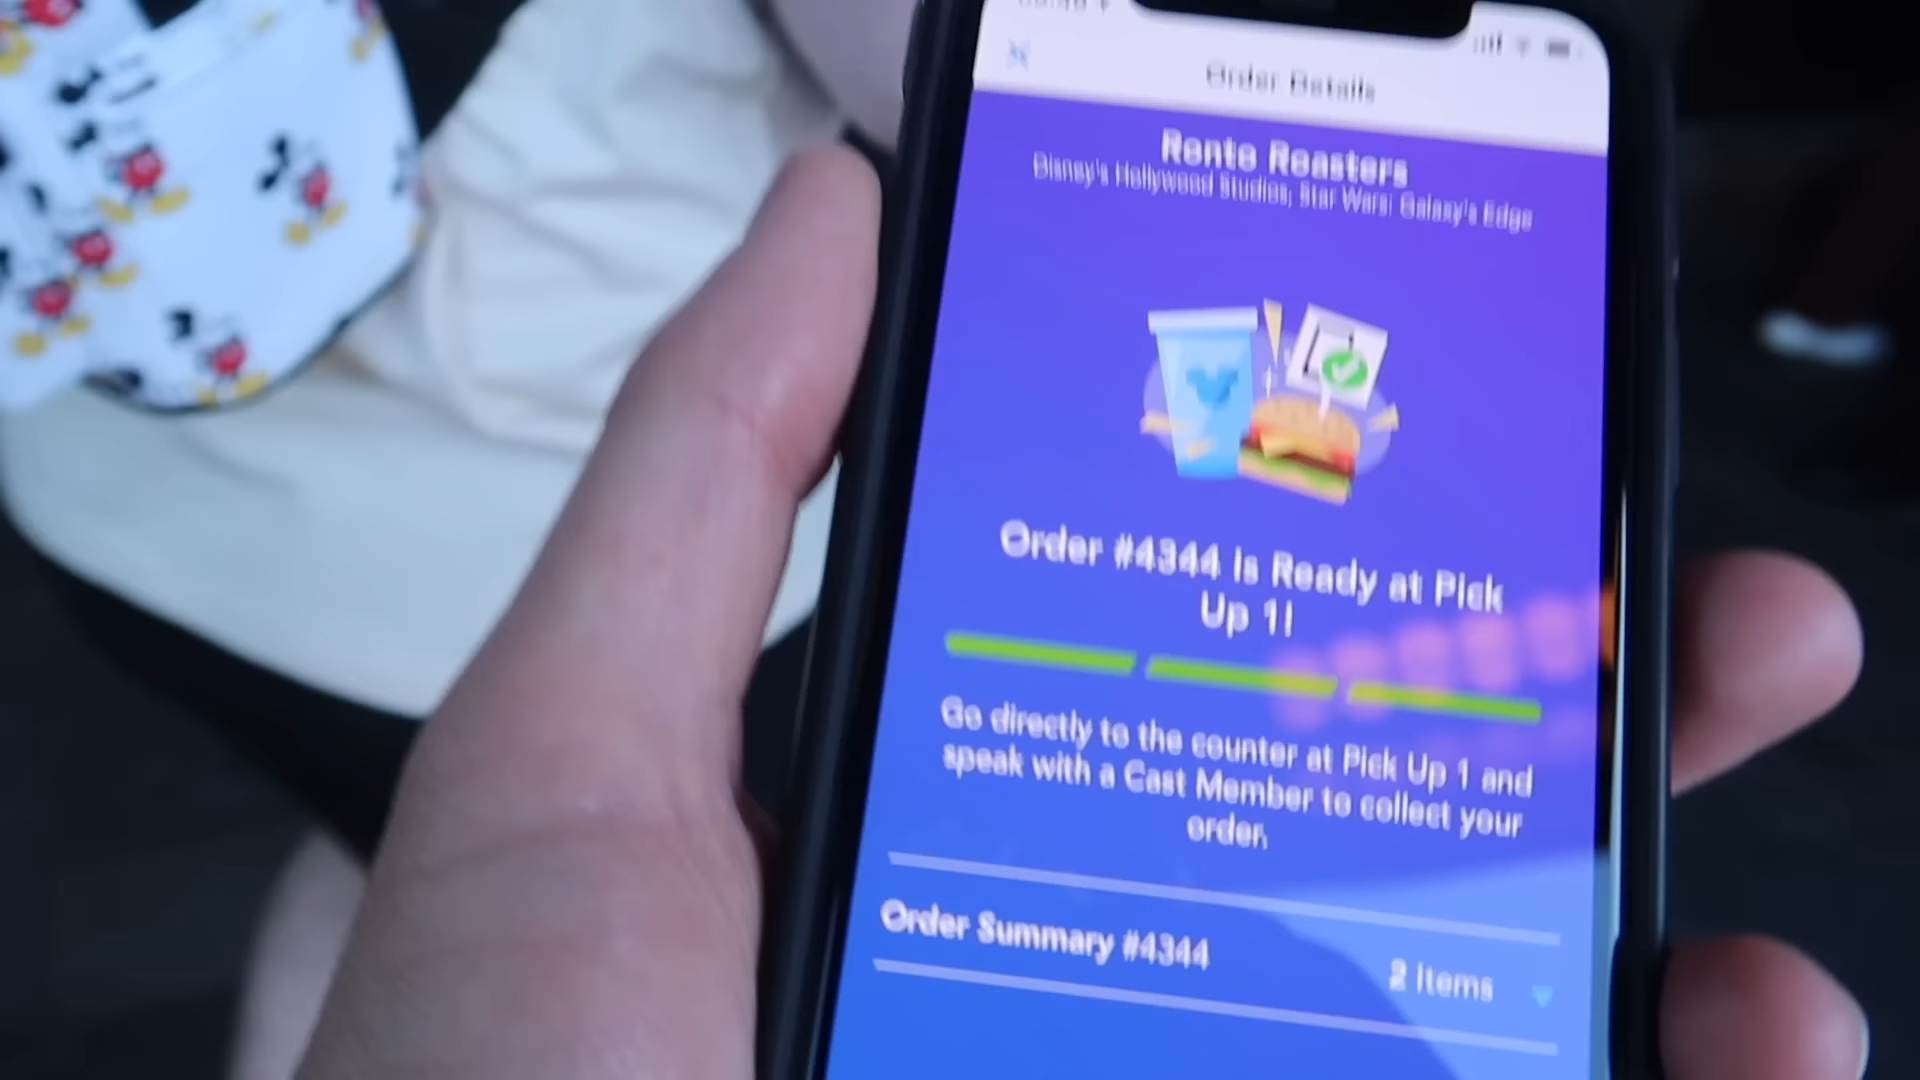 Order Details
Ronto Roasters
Disney's Hollywood Studios, Star Wars: Galaxy's Edge
Order #4344 Is Ready at Pick
Up 1!
Go directly to the counter at Pick Up 1 and
speak with a Cast Member to collect your
order.
Order Summary #4344
2 Items